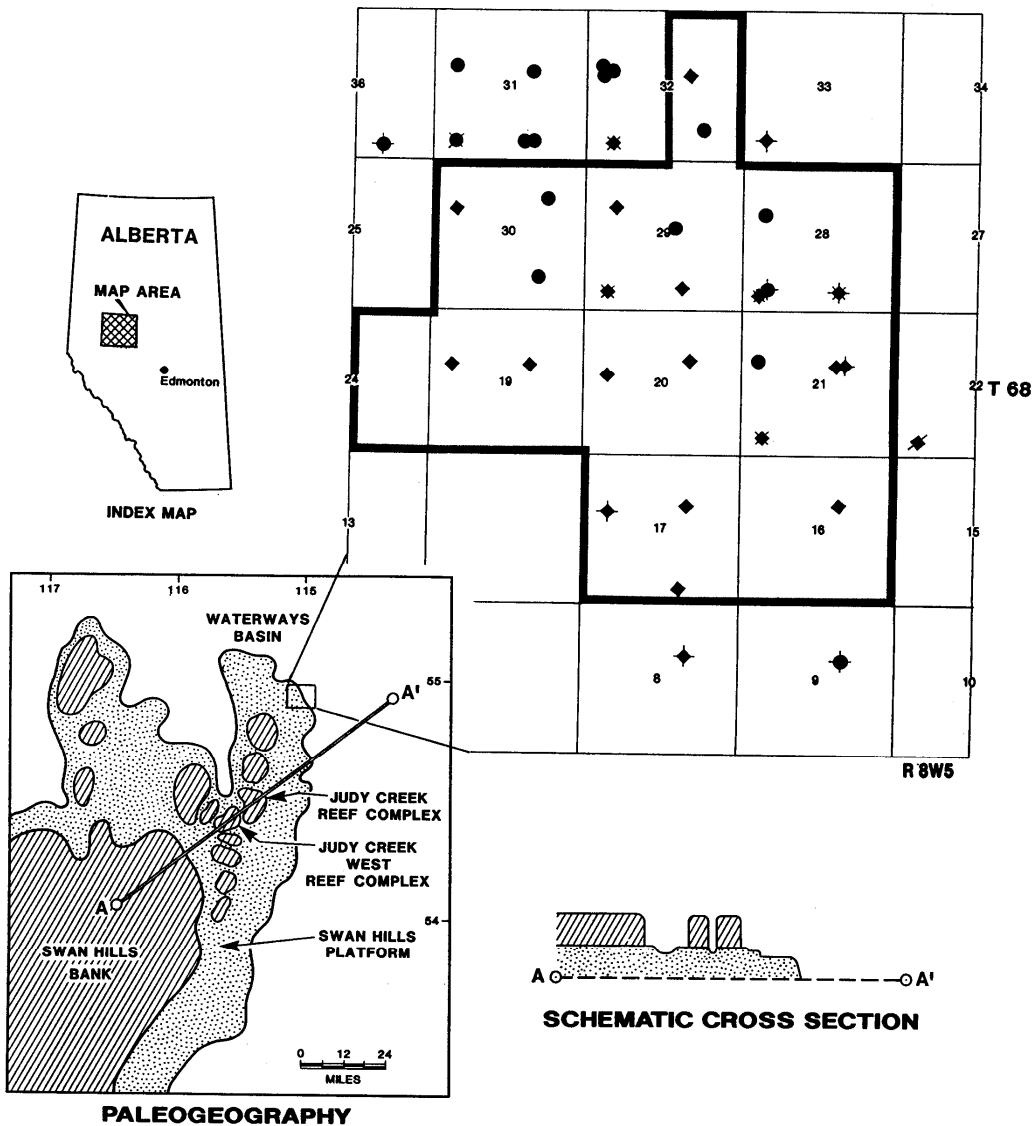 36
31
32
33
34
25
30
29
28
27
24
19
20
21
22
T 68
13
17
16
15
8
9
10
R 8W5
ALBERTA
MAP AREA
Edmonton
INDEX MAP
117
116
115
WATERWAYS
BASIN
55
A'
JUDY CREEK
REEF COMPLEX
JUDY CREEK
WEST
REEF COMPLEX
A
54
SWAN HILLS
PLATFORM
SWAN HILLS
BANK
0 12 24
MILES
PALEOGEOGRAPHY
A A'
SCHEMATIC CROSS SECTION